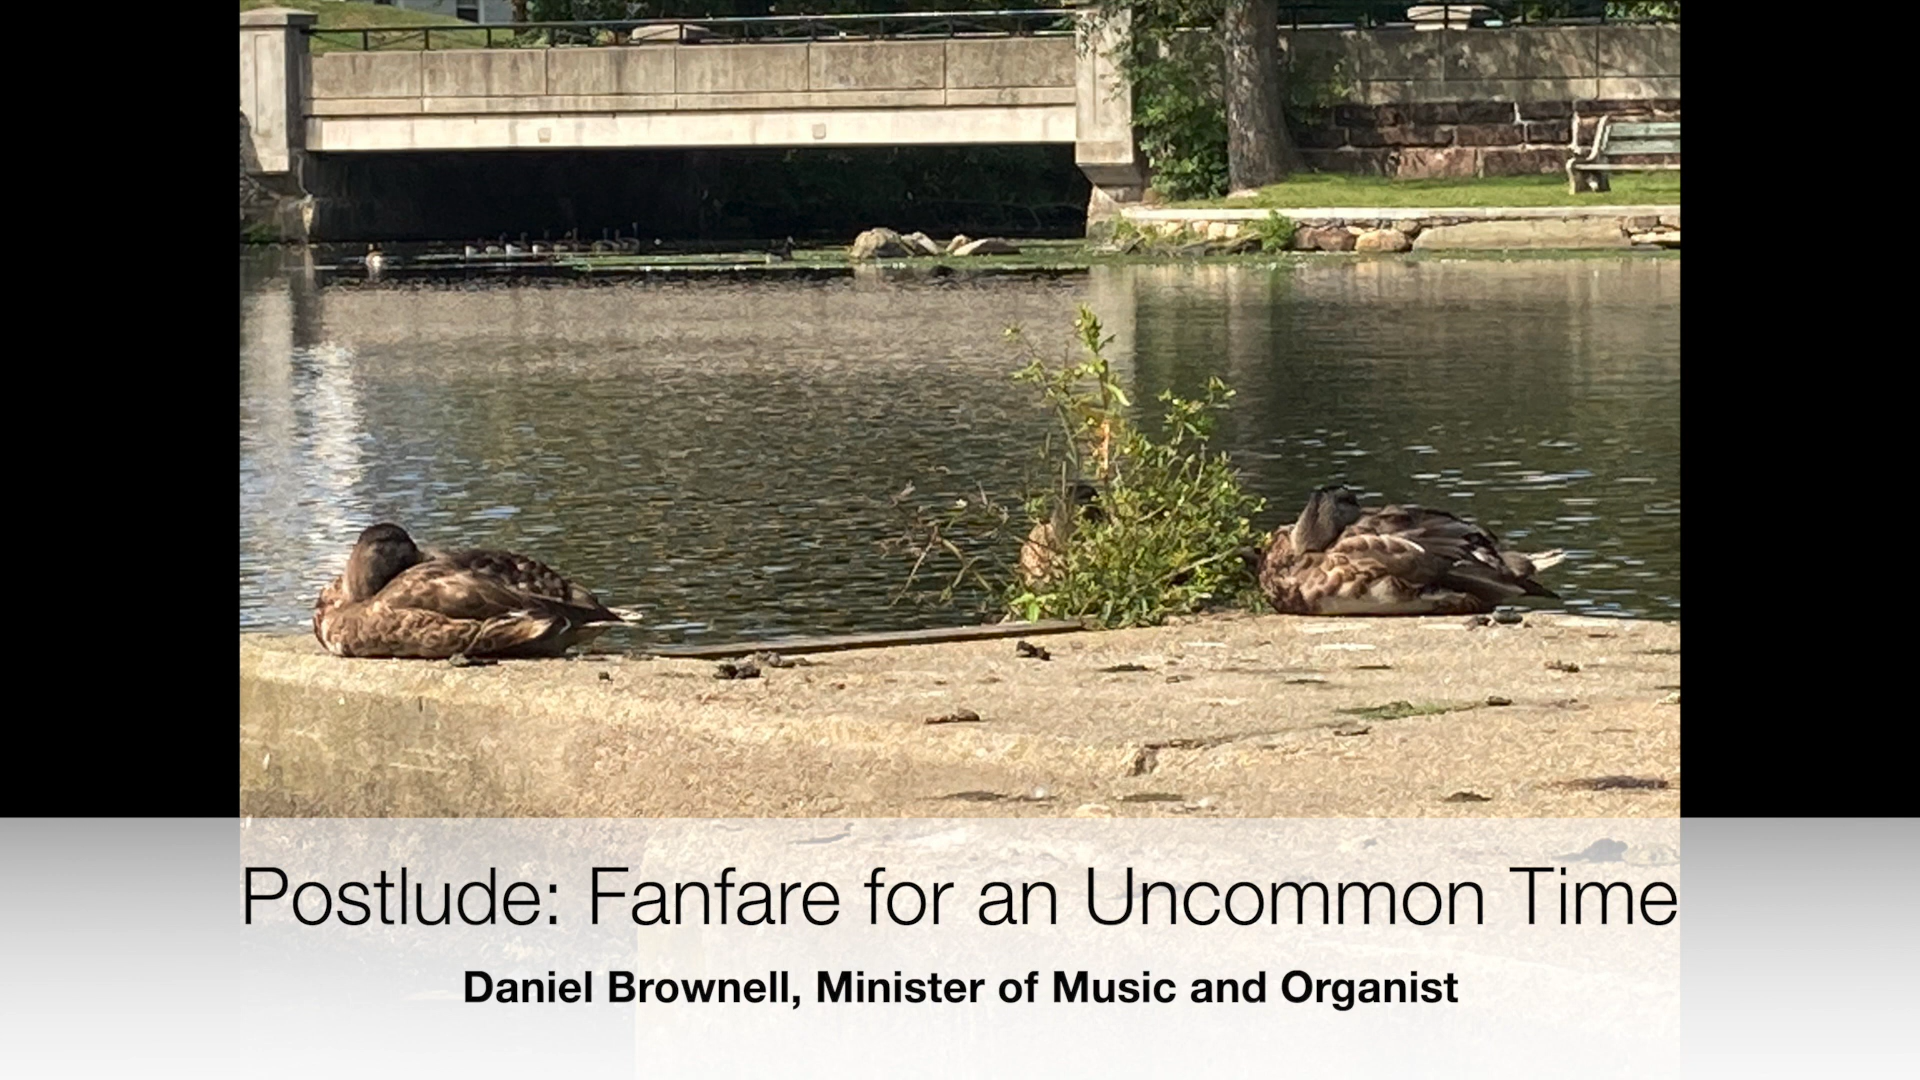 Postlude: Fanfare for an Uncommon Time
Daniel Brownell, Minister of Music and Organist